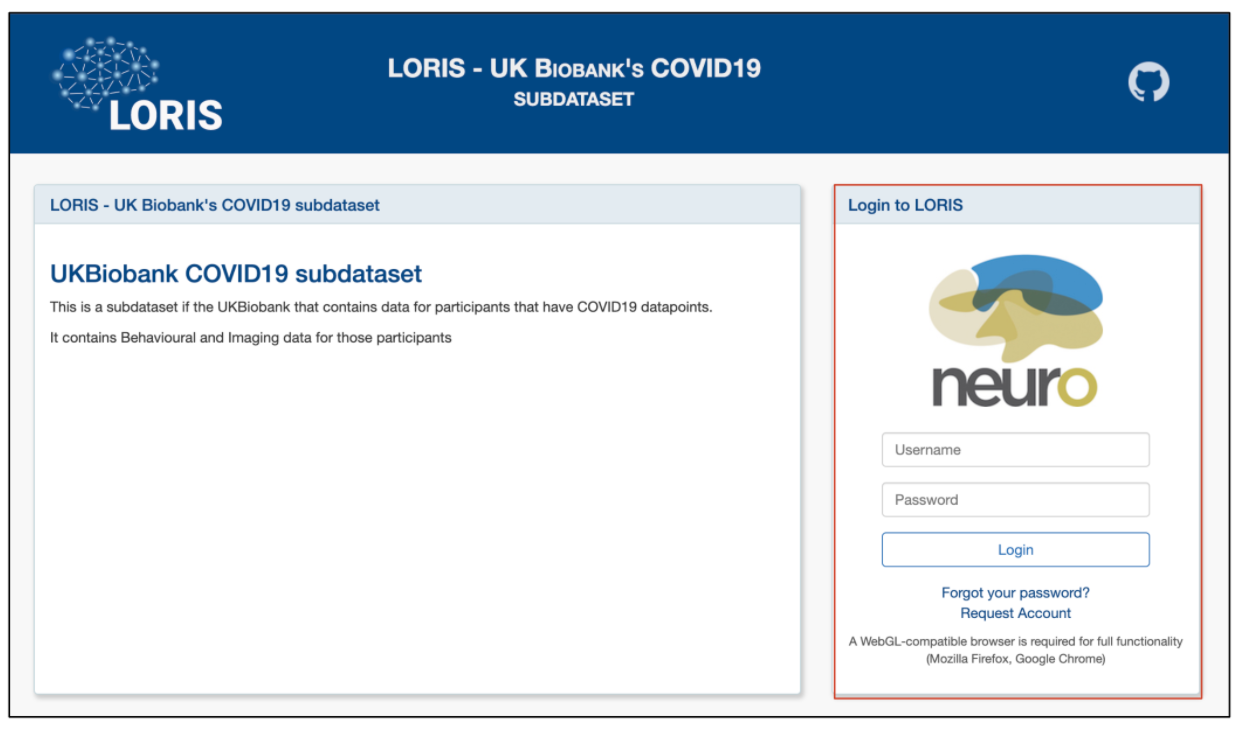 LORIS
LORIS - UK BIOBANK'S COVID19
SUBDATASET
LORIS - UK Biobank's COVID19 subdataset
UKBiobank COVID19 subdataset
This is a subdataset if the UKBiobank that contains data for participants that have COVID19 datapoints.
It contains Behavioural and Imaging data for those participants
Login to LORIS
neuro
Username
Password
Login
Forgot your password?
Request Account
A WebGL-compatible browser is required for full functionality
(Mozilla Firefox, Google Chrome)